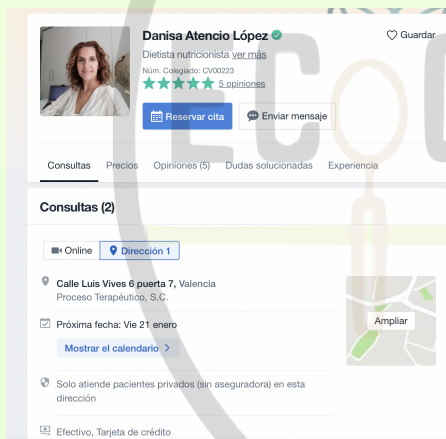 ECO
Danisa Atencio López
Guardar
Dietista nutricionista ver más
Núm. Colegiado: CV00223
5 opiniones
Reservar cita
Enviar mensaje
Consultas Precios Opiniones (5) Dudas solucionadas Experiencia
Consultas (2)
Online Dirección 1
Calle Luis Vives 6 puerta 7, Valencia
Proceso Terapéutico, S.C.
Próxima fecha: Vie 21 enero
Mostrar el calendario >
Ampliar
Solo atiende pacientes privados (sin aseguradora) en esta
dirección
Efectivo, Tarjeta de crédito